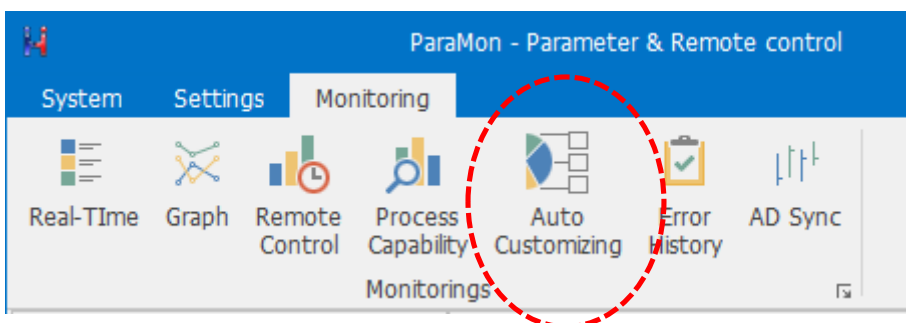 ParaMon - Parameter & Remote control
System Settings Monitoring
Real-TIme Graph Remote Control Process Capability Auto Customizing Error History AD Sync
Monitorings